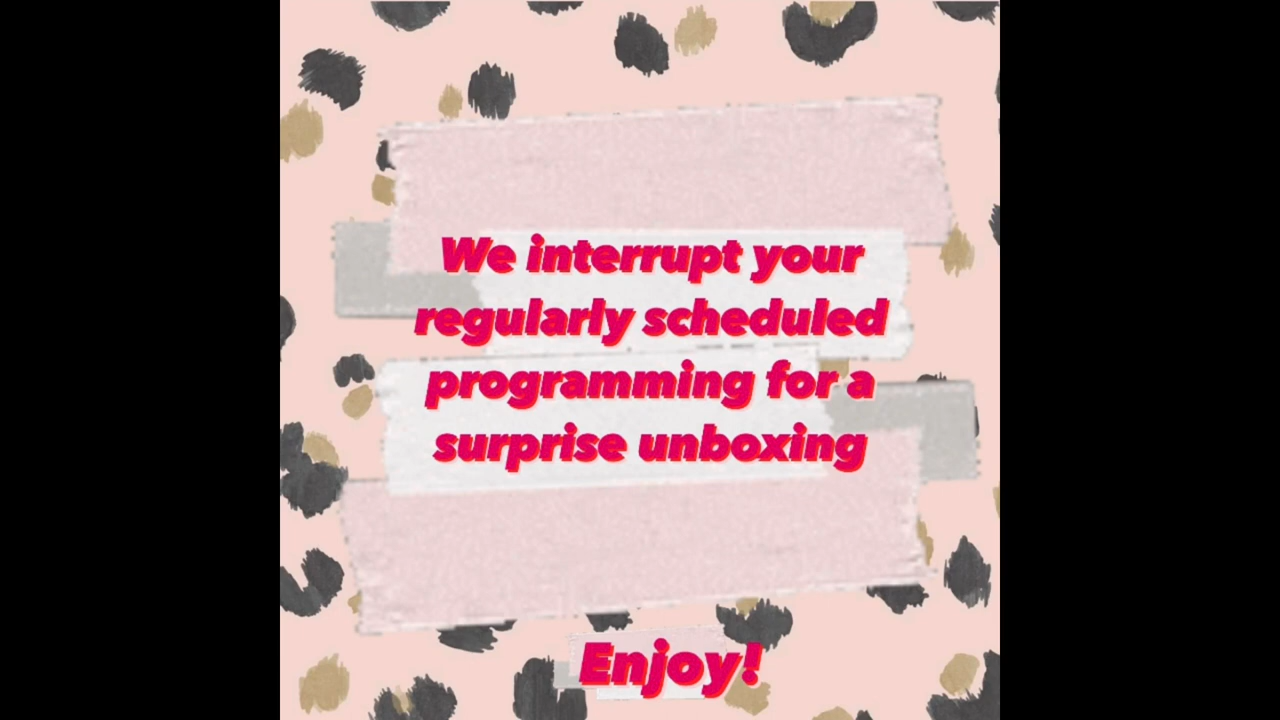 We interrupt your
regularly scheduled
programming for a
surprise unboxing
Enjoy!